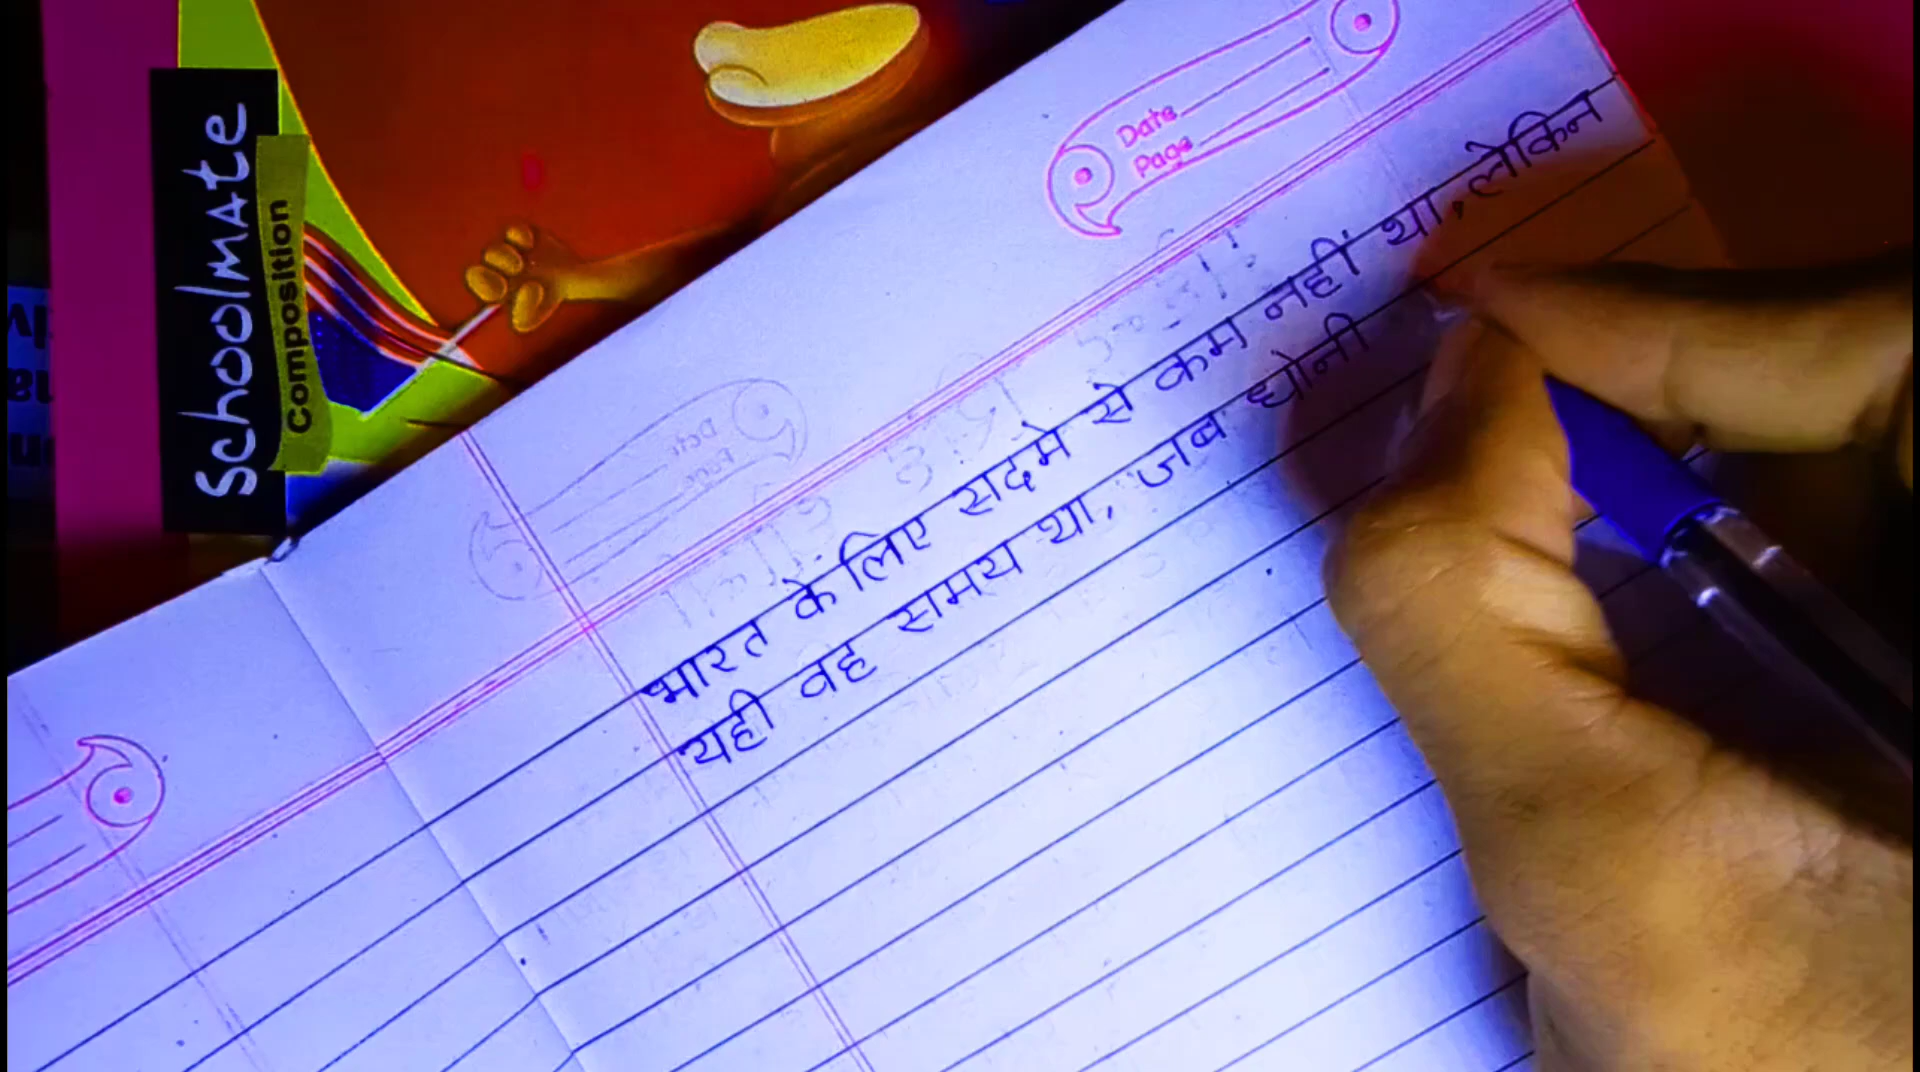 Schoolmate
Composition
Date
Page
भारत के लिए सदमे से कम नहीं था, लेकिन
यही वह समय था, जब धोनी